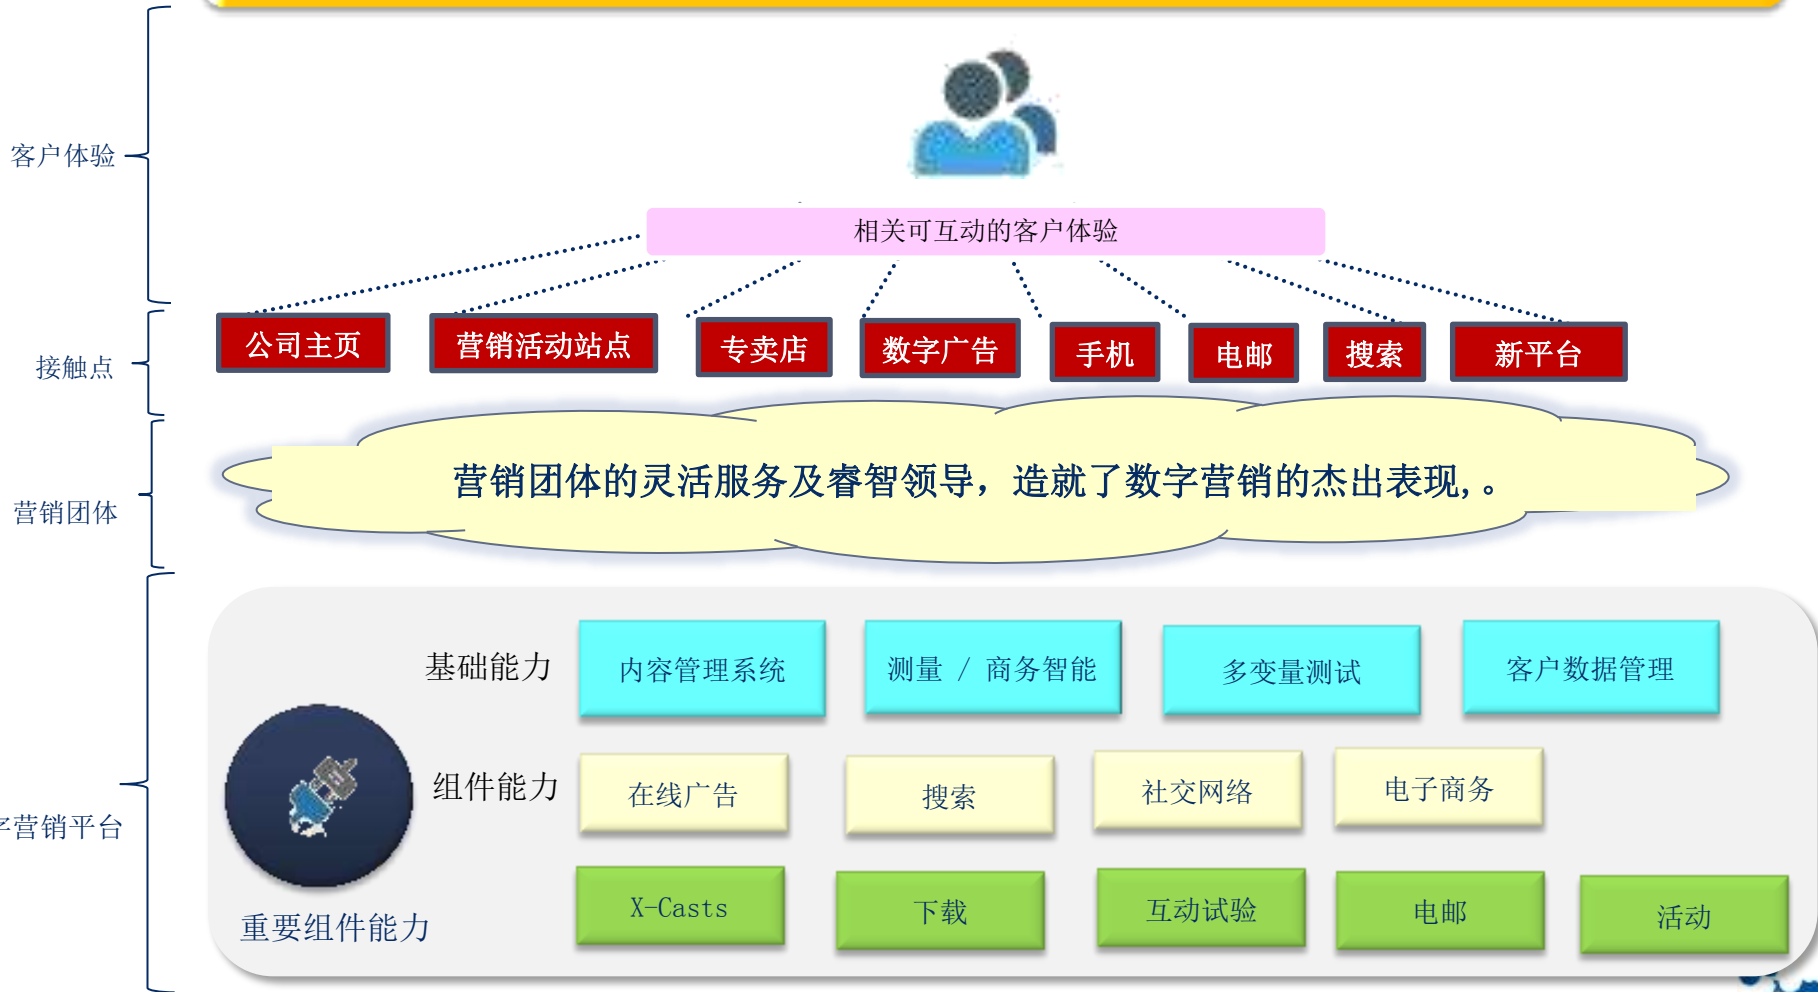 客户体验
相关可互动的客户体验
接触点
公司主页
营销活动站点
专卖店
数字广告
手机
电邮
搜索
新平台
营销团体
营销团体的灵活服务及睿智领导，造就了数字营销的杰出表现,。
字营销平台
基础能力
内容管理系统
测量 / 商务智能
多变量测试
客户数据管理
组件能力
在线广告
搜索
社交网络
电子商务
重要组件能力
X-Casts
下载
互动试验
电邮
活动